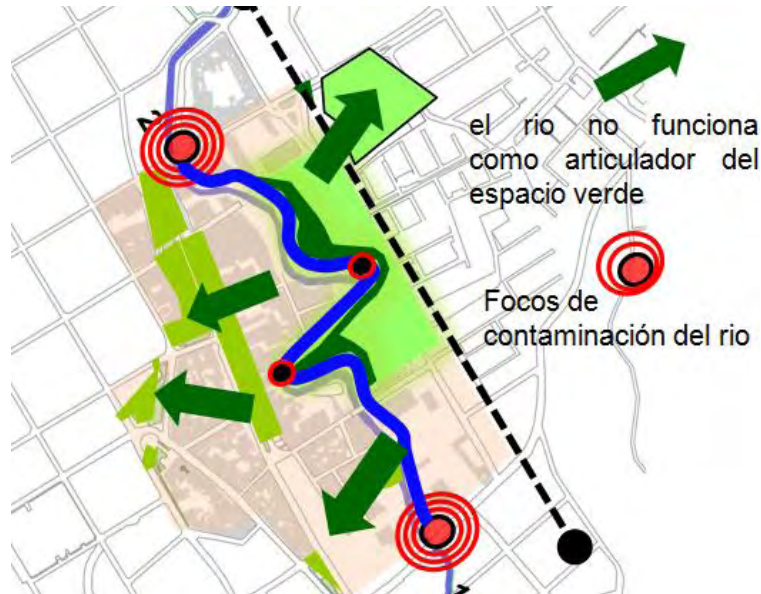 el rio no funciona
como articulador del
espacio verde
Focos de
contaminación del rio